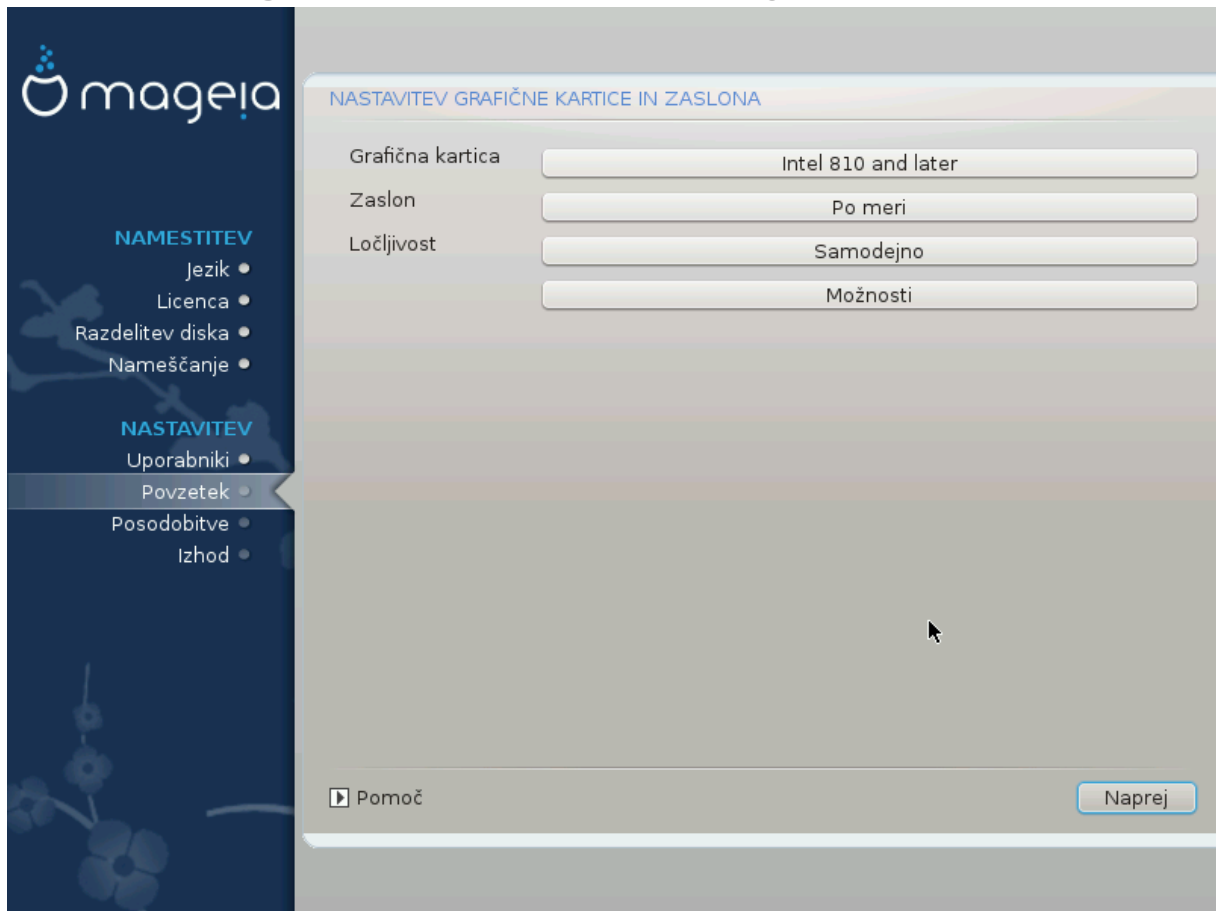 mageia
NAMESTITEV
Jezik
Licenca
Razdelitev diska
Nameščanje
NASTAVITEV
Uporabniki
Povzetek
Posodobitve
Izhod
NASTAVITEV GRAFIČNE KARTICE IN ZASLONA
Grafična kartica Intel 810 and later
Zaslon Po meri
Ločljivost Samodejno
Možnosti
Pomoč Naprej